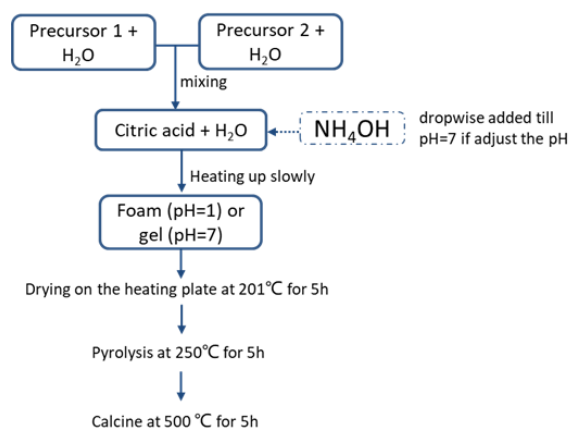 Precursor 1 +
H₂O
Precursor 2 +
H₂O
mixing
Citric acid + H₂O
NH₄OH
dropwise added till
pH=7 if adjust the pH
Heating up slowly
Foam (pH=1) or
gel (pH=7)
Drying on the heating plate at 201℃ for 5h
Pyrolysis at 250℃ for 5h
Calcine at 500 ℃ for 5h